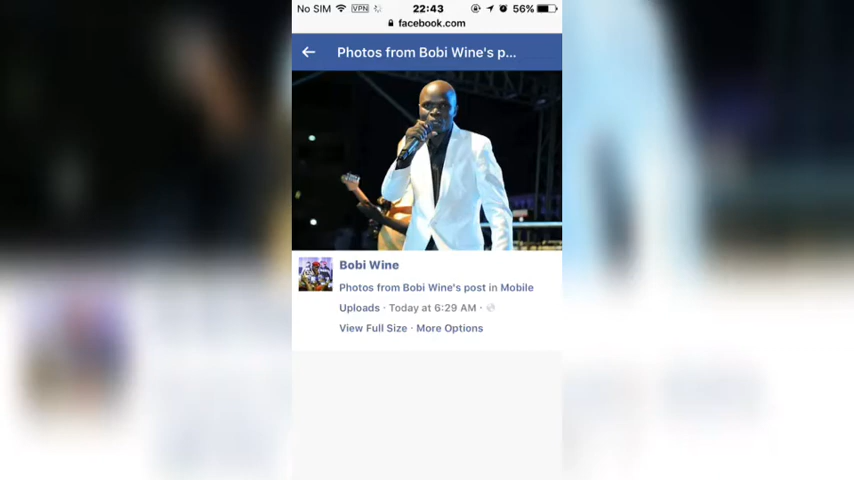 No SIM VPN 22:43 56%
facebook.com
Photos from Bobi Wine's p...
Bobi Wine
Photos from Bobi Wine's post in Mobile
Uploads · Today at 6:29 AM ·
View Full Size · More Options